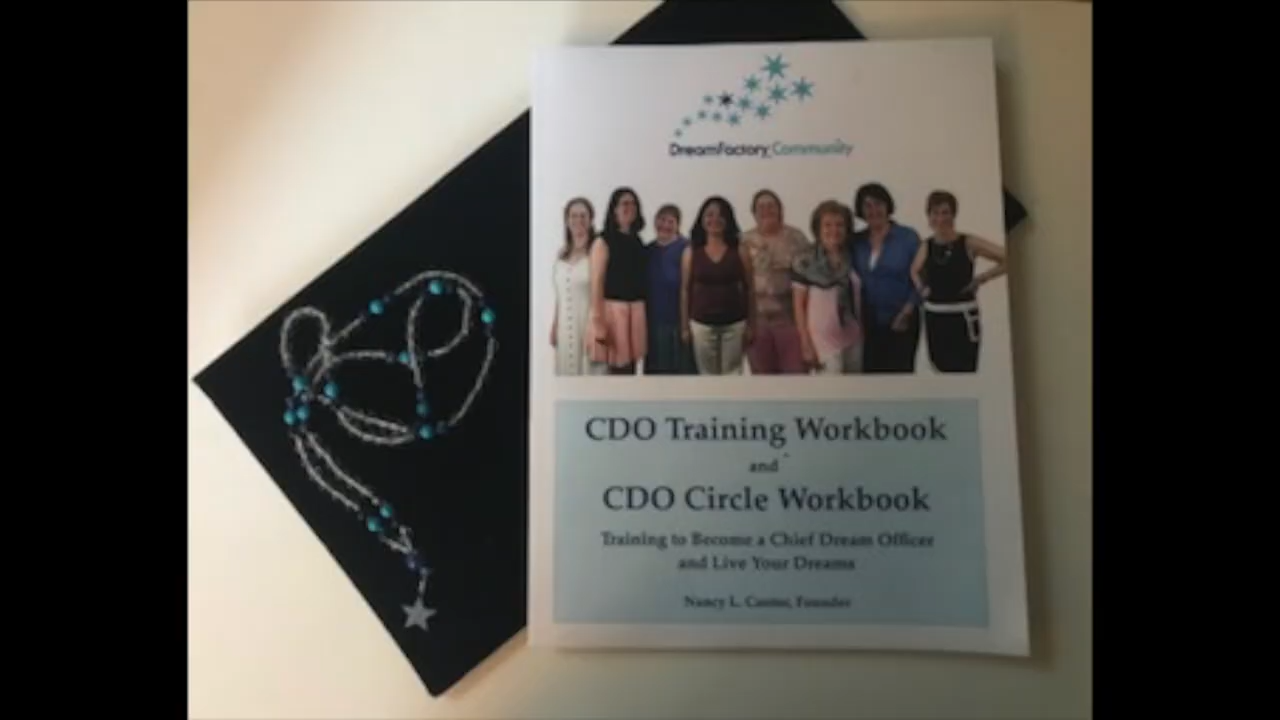 DreamFactory Community
CDO Training Workbook
and
CDO Circle Workbook
Training to Become a Chief Dream Officer
and Live Your Dreams
Nancy L. Founder